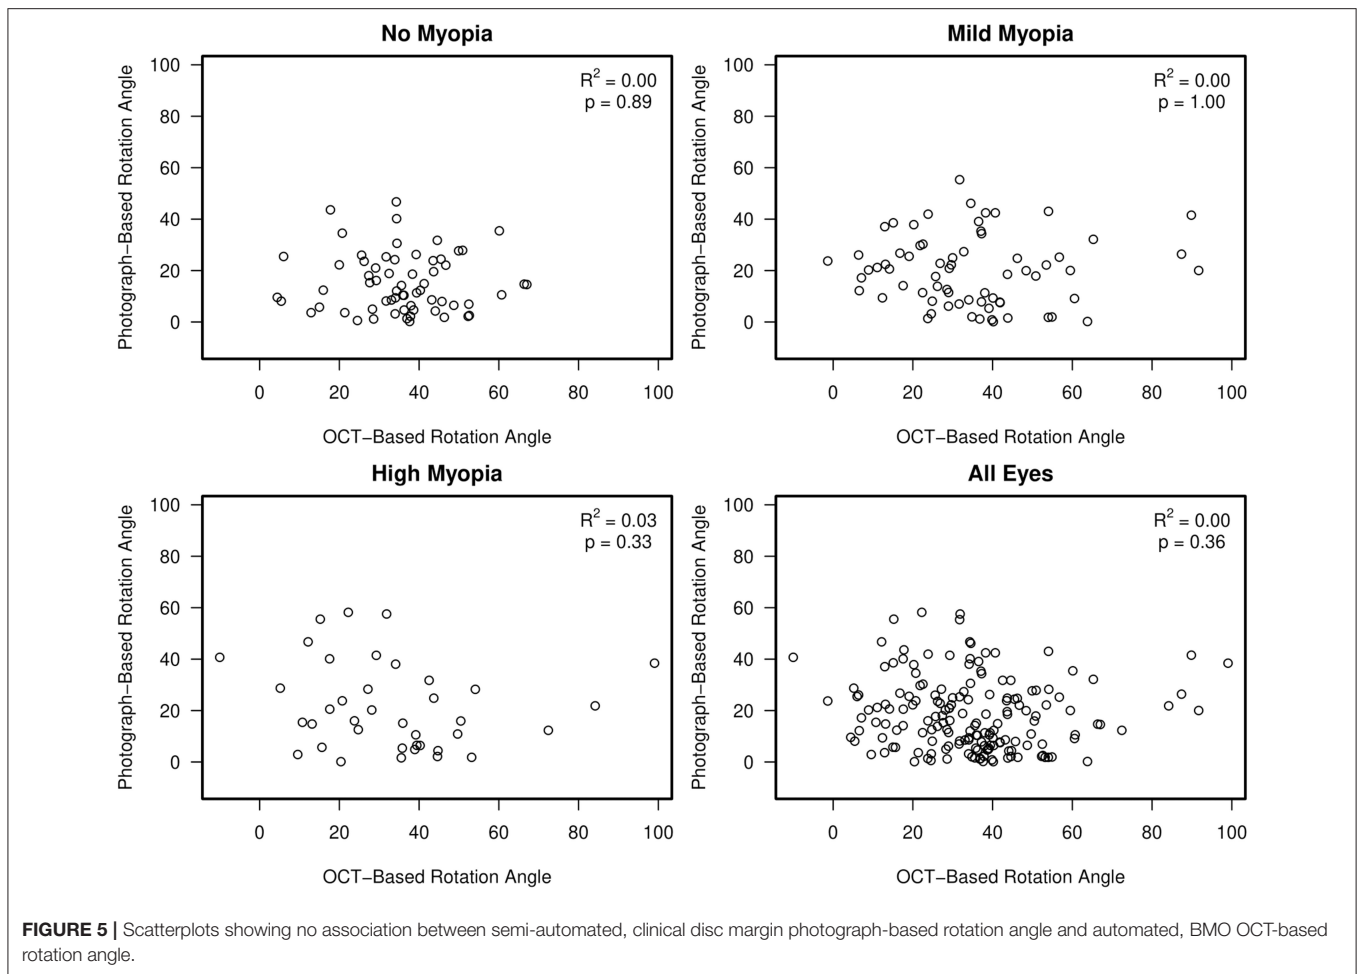 No Myopia
R2 = 0.00
p = 0.89
Photograph−Based Rotation Angle
100
80
60
40
20
0
0 20 40 60 80 100
OCT−Based Rotation Angle
Mild Myopia
R2 = 0.00
p = 1.00
Photograph−Based Rotation Angle
100
80
60
40
20
0
0 20 40 60 80 100
OCT−Based Rotation Angle
High Myopia
R2 = 0.03
p = 0.33
Photograph−Based Rotation Angle
100
80
60
40
20
0
0 20 40 60 80 100
OCT−Based Rotation Angle
All Eyes
R2 = 0.00
p = 0.36
Photograph−Based Rotation Angle
100
80
60
40
20
0
0 20 40 60 80 100
OCT−Based Rotation Angle
FIGURE 5 | Scatterplots showing no association between semi-automated, clinical disc margin photograph-based rotation angle and automated, BMO OCT-based
rotation angle.